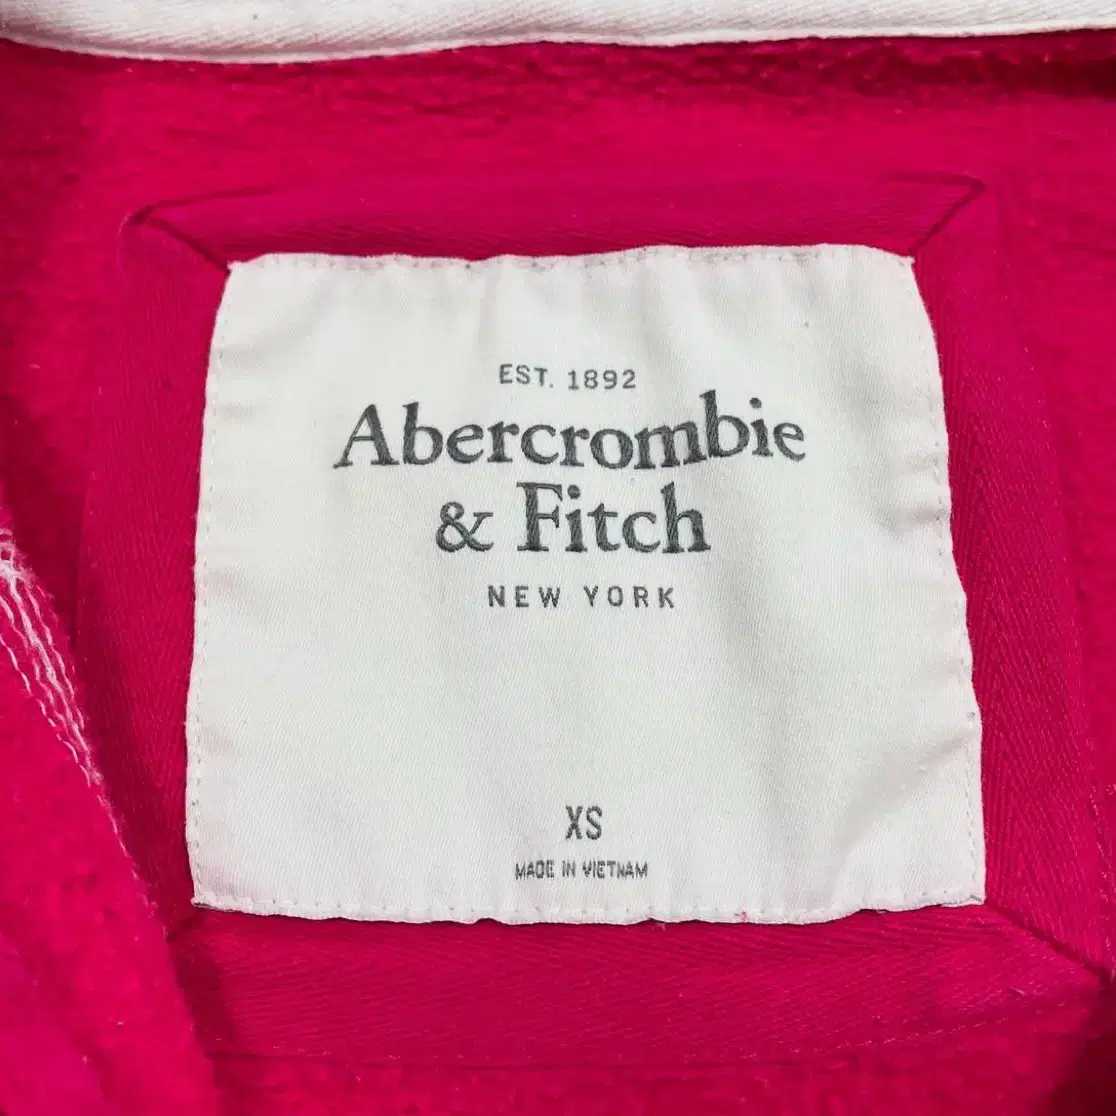 EST. 1892
Abercrombie
& Fitch
NEW YORK
XS
MADE IN VIETNAM